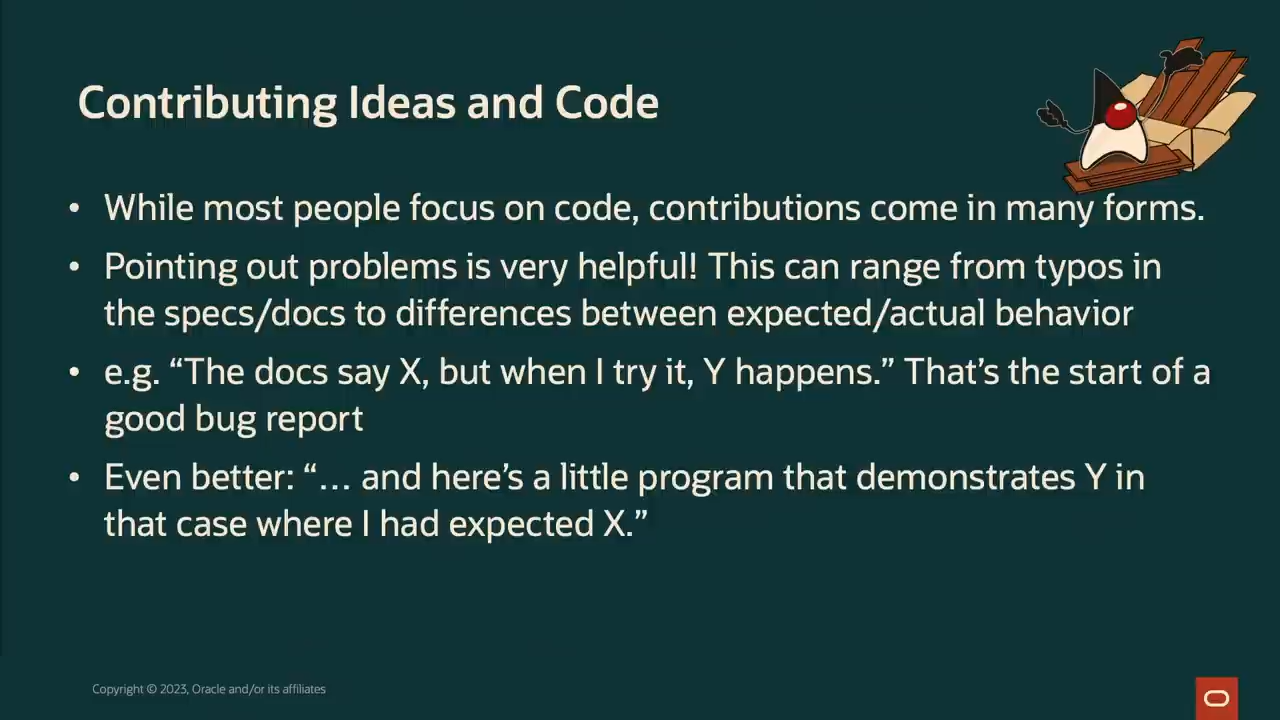 Contributing Ideas and Code
• While most people focus on code, contributions come in many forms.
• Pointing out problems is very helpful! This can range from typos in
the specs/docs to differences between expected/actual behavior
• e.g. “The docs say X, but when I try it, Y happens.” That’s the start of a
good bug report
• Even better: “… and here’s a little program that demonstrates Y in
that case where I had expected X.”
Copyright © 2023, Oracle and/or its affiliates